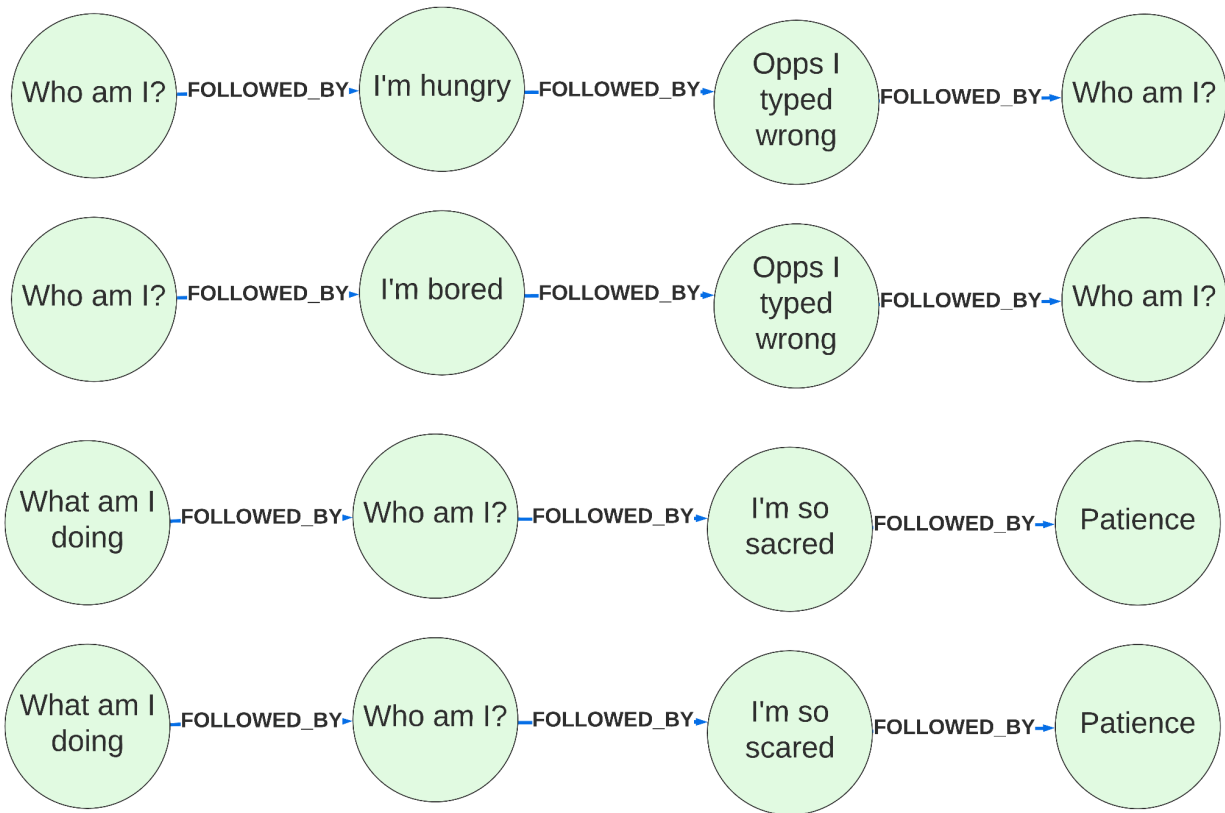 Who am I? FOLLOWED_BY I'm hungry FOLLOWED_BY Opps I
typed
wrong FOLLOWED_BY Who am I?
Who am I? FOLLOWED_BY I'm bored FOLLOWED_BY Opps I
typed
wrong FOLLOWED_BY Who am I?
What am I
doing FOLLOWED_BY Who am I? FOLLOWED_BY I'm so
sacred FOLLOWED_BY Patience
What am I
doing FOLLOWED_BY Who am I? FOLLOWED_BY I'm so
scared FOLLOWED_BY Patience